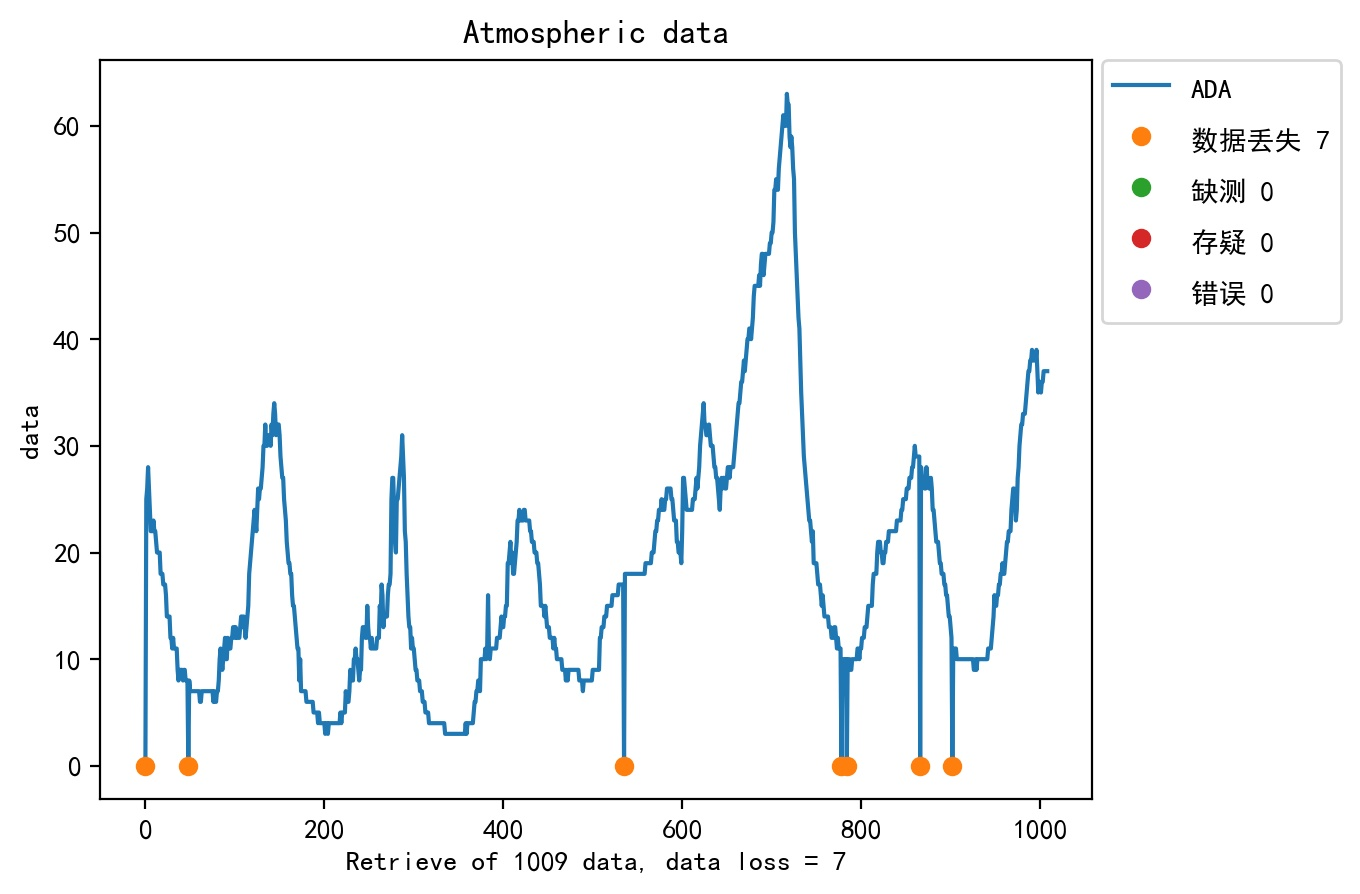 Atmospheric data
ADA
数据丢失 7
缺测 0
存疑 0
错误 0
60
50
40
30
20
10
0
data
0 200 400 600 800 1000
Retrieve of 1009 data, data loss = 7